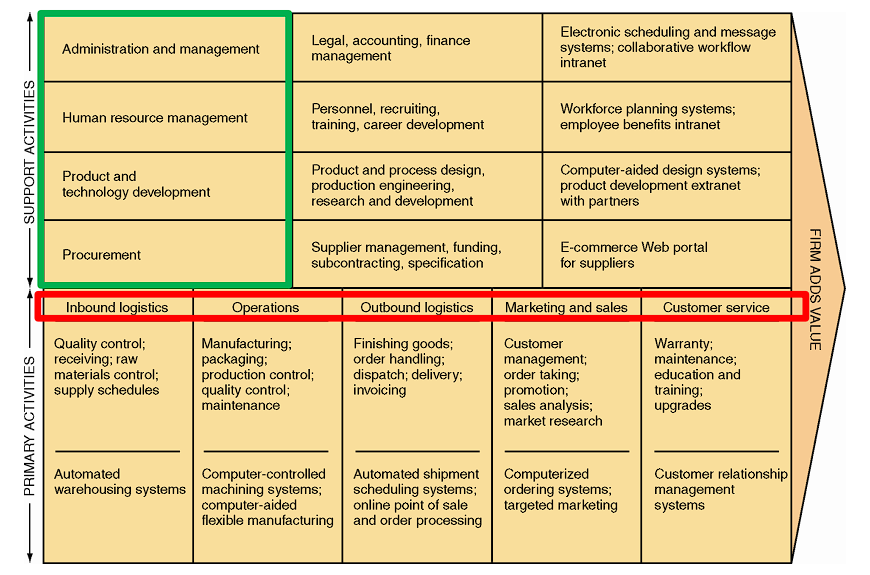 SUPPORT ACTIVITIES
Administration and management
Legal, accounting, finance
management
Electronic scheduling and message
systems; collaborative workflow
intranet
Human resource management
Personnel, recruiting,
training, career development
Workforce planning systems;
employee benefits intranet
Product and
technology development
Product and process design,
production engineering,
research and development
Computer-aided design systems;
product development extranet
with partners
Procurement
Supplier management, funding,
subcontracting, specification
E-commerce Web portal
for suppliers
FIRM ADDS VALUE
PRIMARY ACTIVITIES
Inbound logistics
Operations
Outbound logistics
Marketing and sales
Customer service
Quality control;
receiving; raw
materials control;
supply schedules
Manufacturing;
packaging;
production control;
quality control;
maintenance
Finishing goods;
order handling;
dispatch; delivery;
invoicing
Customer
management;
order taking;
promotion;
sales analysis;
market research
Warranty;
maintenance;
education and
training;
upgrades
Automated
warehousing systems
Computer-controlled
machining systems;
computer-aided
flexible manufacturing
Automated shipment
scheduling systems;
online point of sale
and order processing
Computerized
ordering systems;
targeted marketing
Customer relationship
management
systems